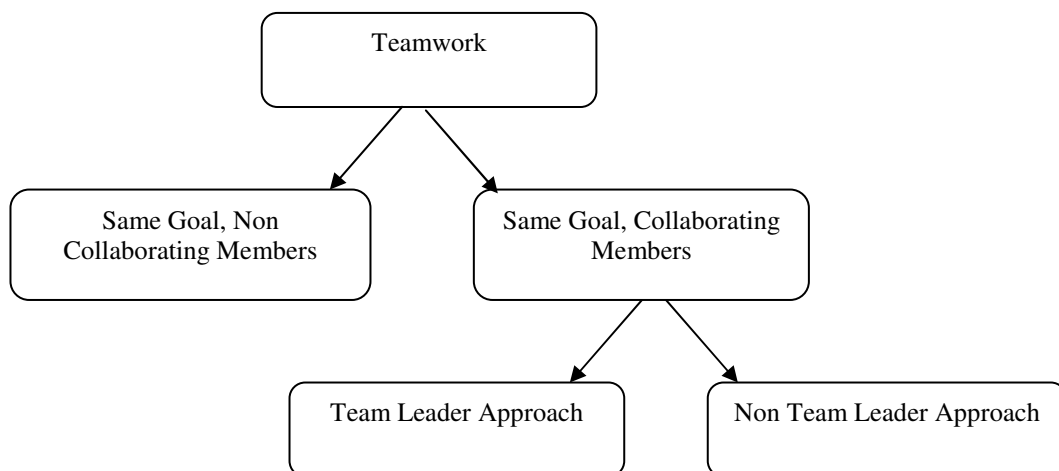 Teamwork
Same Goal, Non
Collaborating Members
Same Goal, Collaborating
Members
Team Leader Approach
Non Team Leader Approach